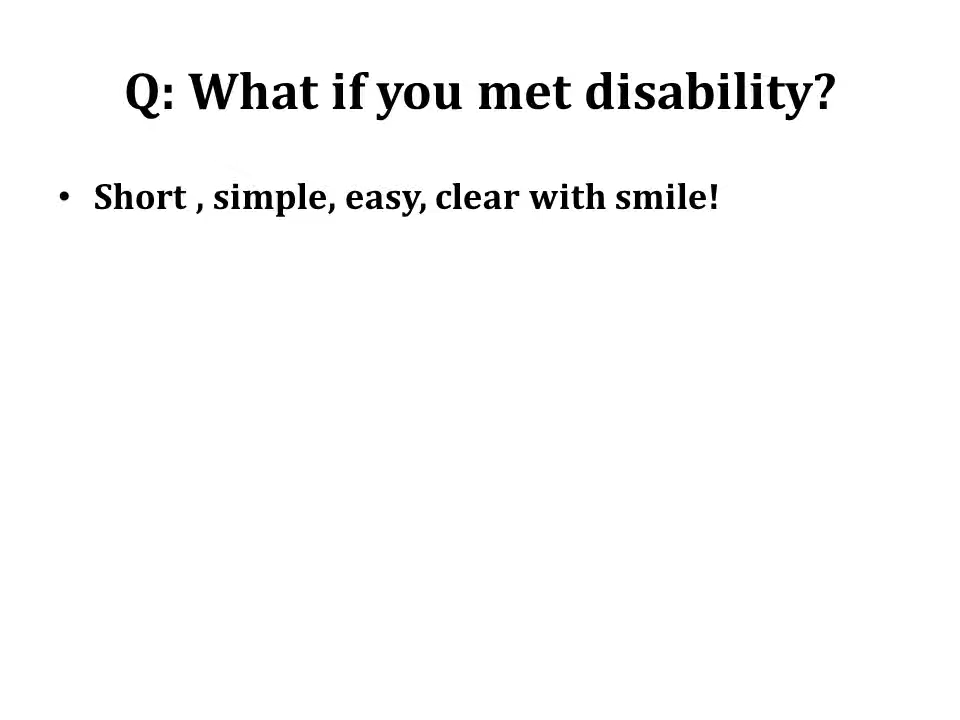 Q: What if you met disability?
• Short , simple, easy, clear with smile!